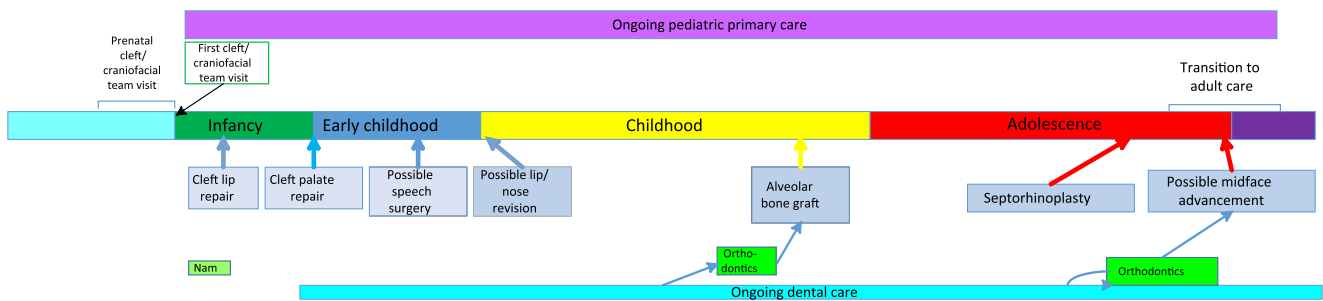 Ongoing pediatric primary care
Prenatal
cleft/
craniofacial
team visit
First cleft/
craniofacial
team visit
Transition to
adult care
Infancy
Early childhood
Childhood
Adolescence
Cleft lip
repair
Cleft palate
repair
Possible
speech
surgery
Possible lip/
nose
revision
Alveolar
bone graft
Septorhinoplasty
Possible midface
advancement
Nam
Ortho-
dontics
Orthodontics
Ongoing dental care